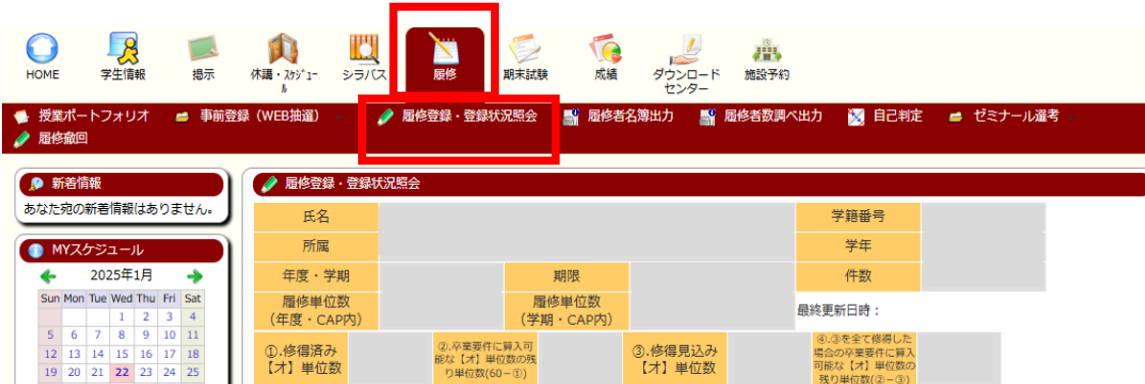 HOME
学生情報
掲示
休講・ｽｹｼﾞｭｰ
ﾙ
シラバス
履修
期末試験
成績
ダウンロード
センター
施設予約
授業ポートフォリオ
事前登録（WEB抽選）
履修登録・登録状況照会
履修者名簿出力
履修者数調べ出力
自己判定
ゼミナール選考
履修撤回
新着情報
あなた宛の新着情報はありません。
MYスケジュール
2025年1月
Sun Mon Tue Wed Thu Fri Sat
1 2 3 4
5 6 7 8 9 10 11
12 13 14 15 16 17 18
19 20 21 22 23 24 25
履修登録・登録状況照会
氏名
学籍番号
所属
学年
年度・学期
期限
件数
履修単位数
（年度・CAP内）
履修単位数
（学期・CAP内）
最終更新日時：
①.修得済み
【オ】単位数
②.卒業要件に算入可
能な【オ】単位数の残
り単位数(60－①)
③.修得見込み
【オ】単位数
④.③を全て修得した
場合の卒業要件に算入
可能な【オ】単位数の
残り単位数(②－③)